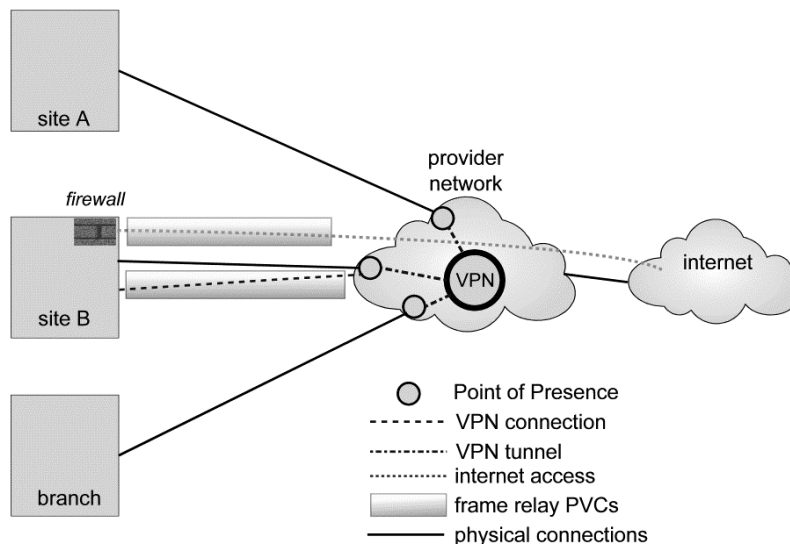 site A
provider
network
firewall
VPN
internet
site B
branch
Point of Presence
VPN connection
VPN tunnel
internet access
frame relay PVCs
physical connections